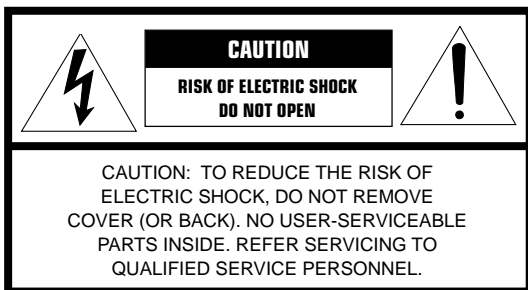 CAUTION
RISK OF ELECTRIC SHOCK
DO NOT OPEN
CAUTION: TO REDUCE THE RISK OF
ELECTRIC SHOCK, DO NOT REMOVE
COVER (OR BACK). NO USER-SERVICEABLE
PARTS INSIDE. REFER SERVICING TO
QUALIFIED SERVICE PERSONNEL.